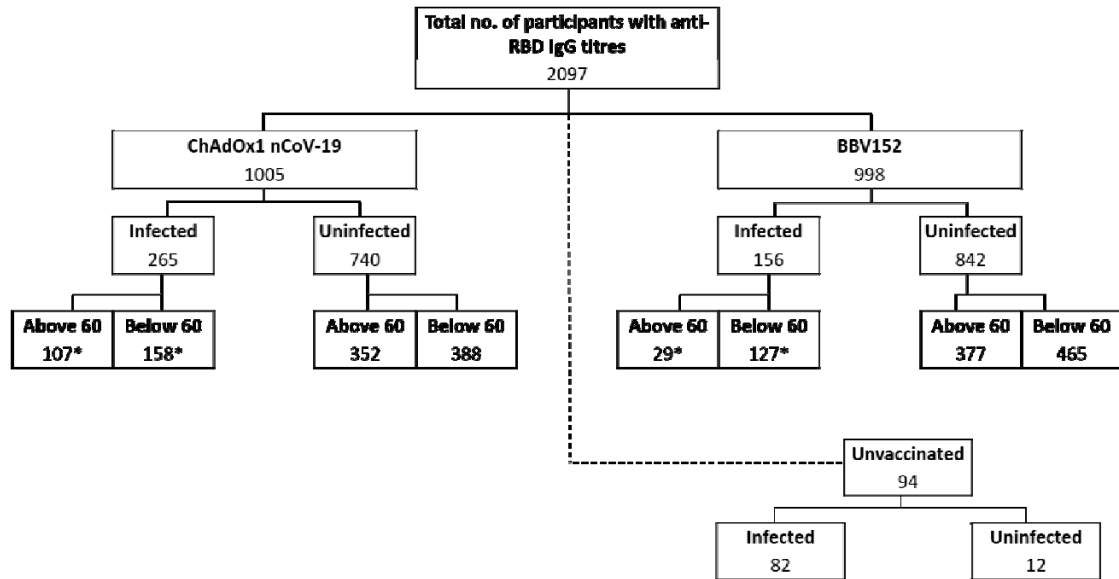 Total no. of participants with anti-
RBD IgG titres
2097
ChAdOx1 nCoV-19
1005
BBV152
998
Infected
265
Uninfected
740
Infected
156
Uninfected
842
Above 60
107*
Below 60
158*
Above 60
352
Below 60
388
Above 60
29*
Below 60
127*
Above 60
377
Below 60
465
Unvaccinated
94
Infected
82
Uninfected
12